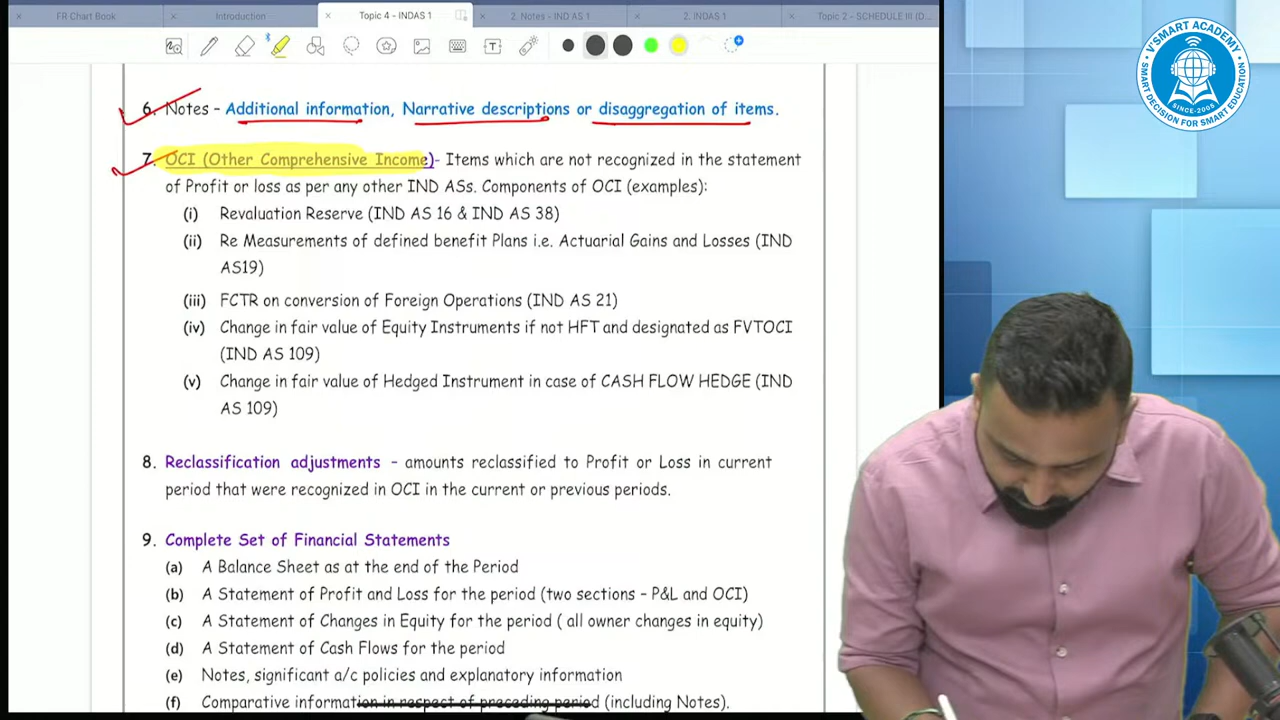 FR Chart Book
Introduction
Topic 4 - INDAS 1
2. Notes - IND AS 1
2. INDAS 1
Topic 2 - SCHEDULE III (D...
V'SMART ACADEMY
SINCE-2005
SMART DECISION FOR SMART EDUCATION
6. Notes - Additional information, Narrative descriptions or disaggregation of items.
7. OCI (Other Comprehensive Income)- Items which are not recognized in the statement
of Profit or loss as per any other IND ASs. Components of OCI (examples):
(i) Revaluation Reserve (IND AS 16 & IND AS 38)
(ii) Re Measurements of defined benefit Plans i.e. Actuarial Gains and Losses (IND
AS19)
(iii) FCTR on conversion of Foreign Operations (IND AS 21)
(iv) Change in fair value of Equity Instruments if not HFT and designated as FVTOCI
(IND AS 109)
(v) Change in fair value of Hedged Instrument in case of CASH FLOW HEDGE (IND
AS 109)
8. Reclassification adjustments - amounts reclassified to Profit or Loss in current
period that were recognized in OCI in the current or previous periods.
9. Complete Set of Financial Statements
(a) A Balance Sheet as at the end of the Period
(b) A Statement of Profit and Loss for the period (two sections - P&L and OCI)
(c) A Statement of Changes in Equity for the period ( all owner changes in equity)
(d) A Statement of Cash Flows for the period
(e) Notes, significant a/c policies and explanatory information
(f) Comparative information in respect of preceding period (including Notes).